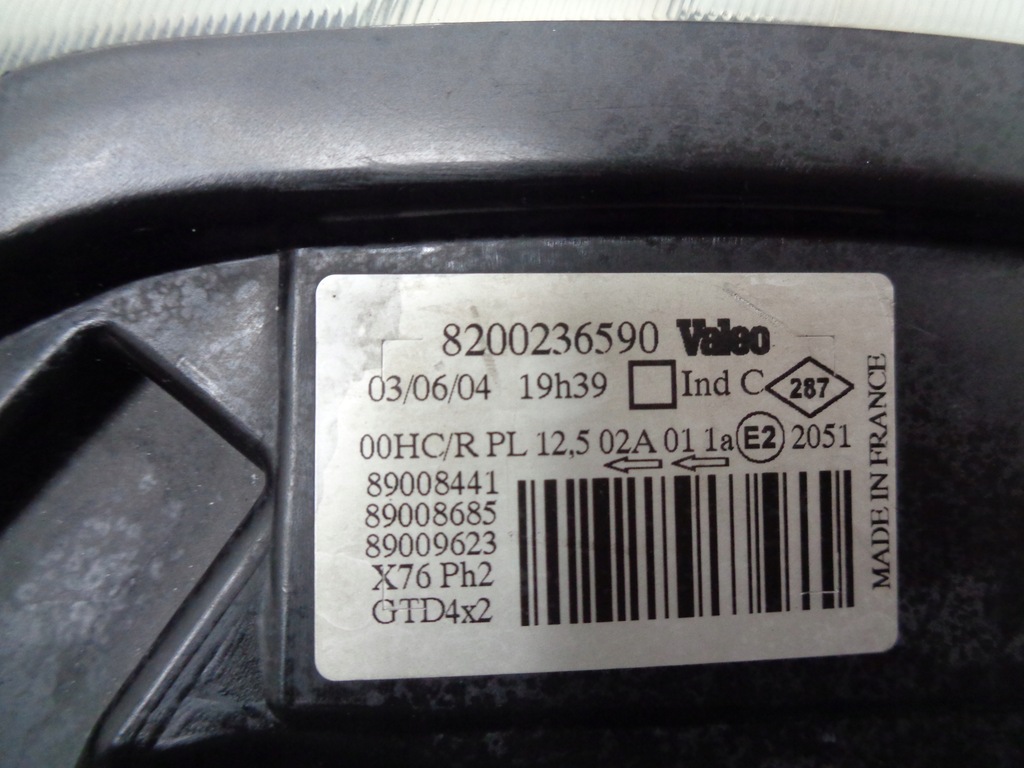 8200236590 Valeo
03/06/04 19h39 Ind C 287
00HC/R PL 12,5 02A 01 1a E2 2051
89008441
89008685
89009623
X76 Ph2
GTD4x2
MADE IN FRANCE